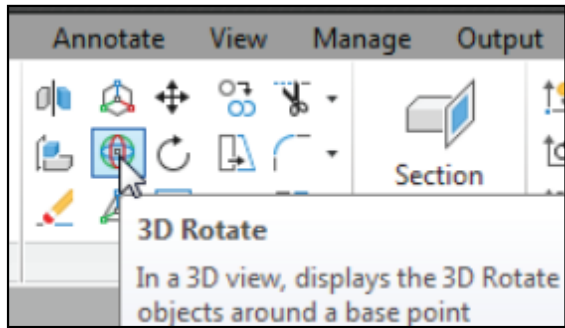 Annotate View Manage Output
Section
3D Rotate
In a 3D view, displays the 3D Rotate
objects around a base point